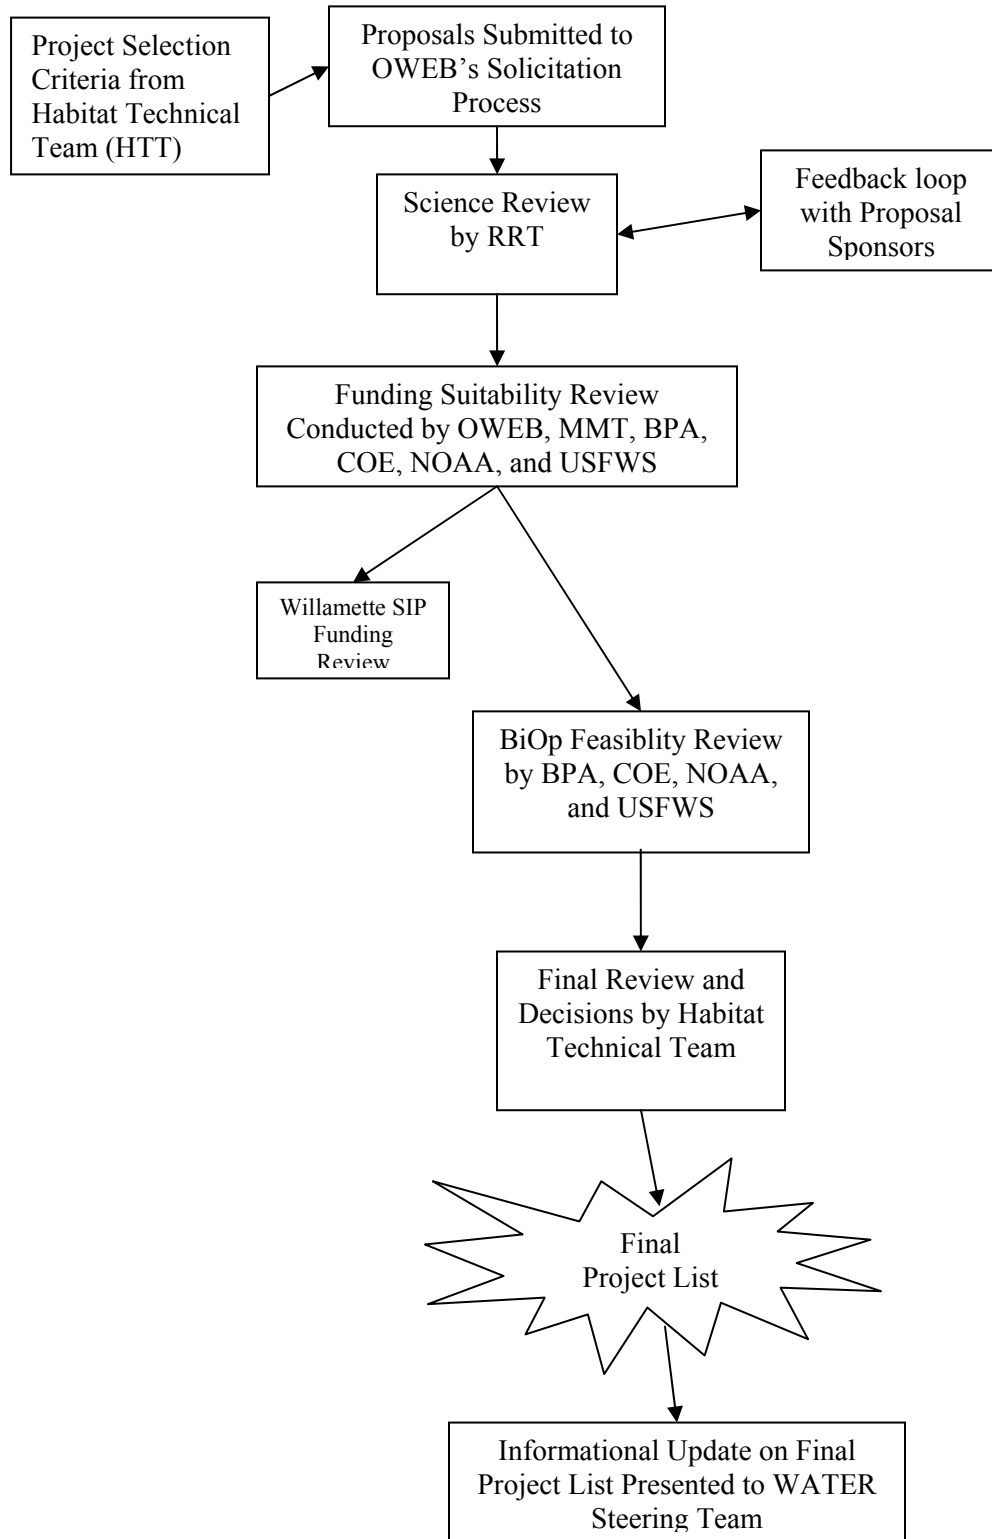 Project Selection
Criteria from
Habitat Technical
Team (HTT)
Proposals Submitted to
OWEB’s Solicitation
Process
Science Review
by RRT
Feedback loop
with Proposal
Sponsors
Funding Suitability Review
Conducted by OWEB, MMT, BPA,
COE, NOAA, and USFWS
Willamette SIP
Funding
Review
BiOp Feasiblity Review
by BPA, COE, NOAA,
and USFWS
Final Review and
Decisions by Habitat
Technical Team
Final
Project List
Informational Update on Final
Project List Presented to WATER
Steering Team